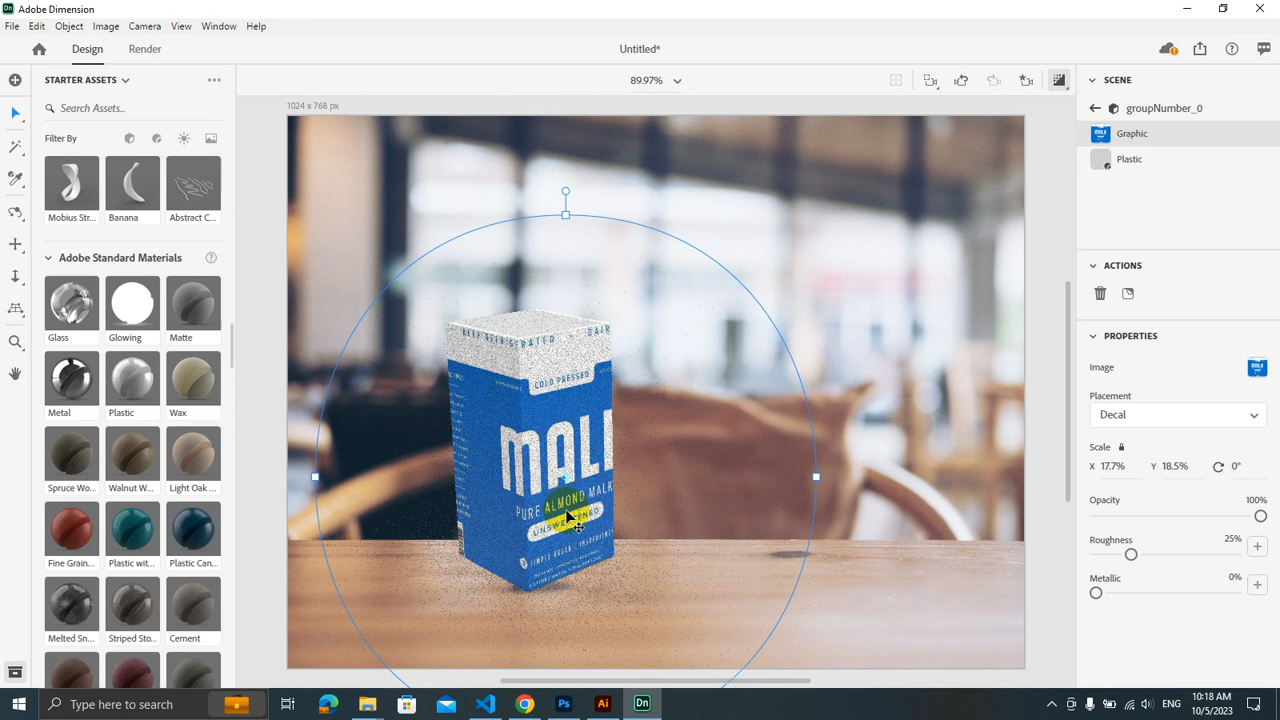 Adobe Dimension
File Edit Object Image Camera View Window Help
Design Render Untitled*
STARTER ASSETS
89.97%
SCENE
1024 x 768 px
Search Assets...
groupNumber_0
Filter By
Graphic
Plastic
Mobius Str... Banana Abstract C...
Adobe Standard Materials
Glass Glowing Matte
Metal Plastic Wax
Spruce Wo... Walnut W... Light Oak ...
Fine Grain... Plastic wit... Plastic Can...
Melted Sn... Striped Sto... Cement
KEEP REFRIGERATED DAIR
COLD PRESSED
MALI
PURE ALMOND MALK
UNSWEETENED
ACTIONS
PROPERTIES
Image
Placement
Decal
Scale
X 17.7% Y 18.5% 0°
Opacity 100%
Roughness 25%
Metallic 0%
Type here to search
ENG
10:18 AM
10/5/2023